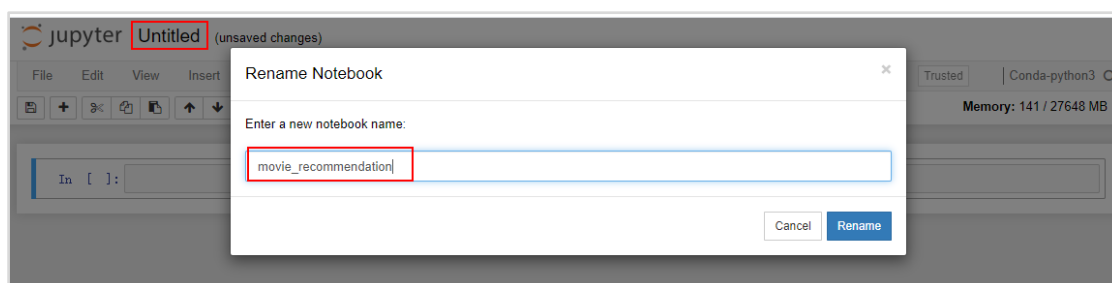 jupyter Untitled (unsaved changes)
Rename Notebook ×
File Edit View Insert Trusted Conda-python3
Memory: 141 / 27648 MB
Enter a new notebook name:
movie_recommendation
In [ ]:
Cancel Rename